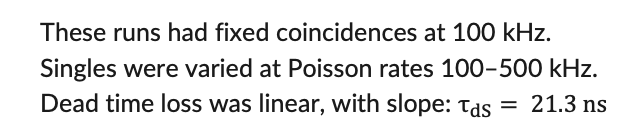 These runs had fixed coincidences at 100 kHz.
Singles were varied at Poisson rates 100–500 kHz.
Dead time loss was linear, with slope: τds = 21.3 ns